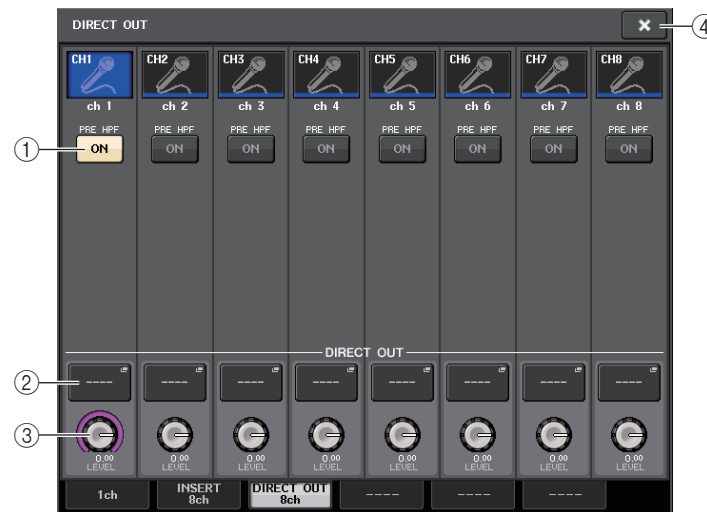 DIRECT OUT
④
CH1 CH2 CH3 CH4 CH5 CH6 CH7 CH8
ch 1 ch 2 ch 3 ch 4 ch 5 ch 6 ch 7 ch 8
PRE HPF PRE HPF PRE HPF PRE HPF PRE HPF PRE HPF PRE HPF PRE HPF
① ON ON ON ON ON ON ON ON
DIRECT OUT
② ---- ---- ---- ---- ---- ---- ---- ----
③
0.00 0.00 0.00 0.00 0.00 0.00 0.00 0.00
LEVEL LEVEL LEVEL LEVEL LEVEL LEVEL LEVEL LEVEL
1ch INSERT 8ch DIRECT OUT 8ch ---- ---- ----